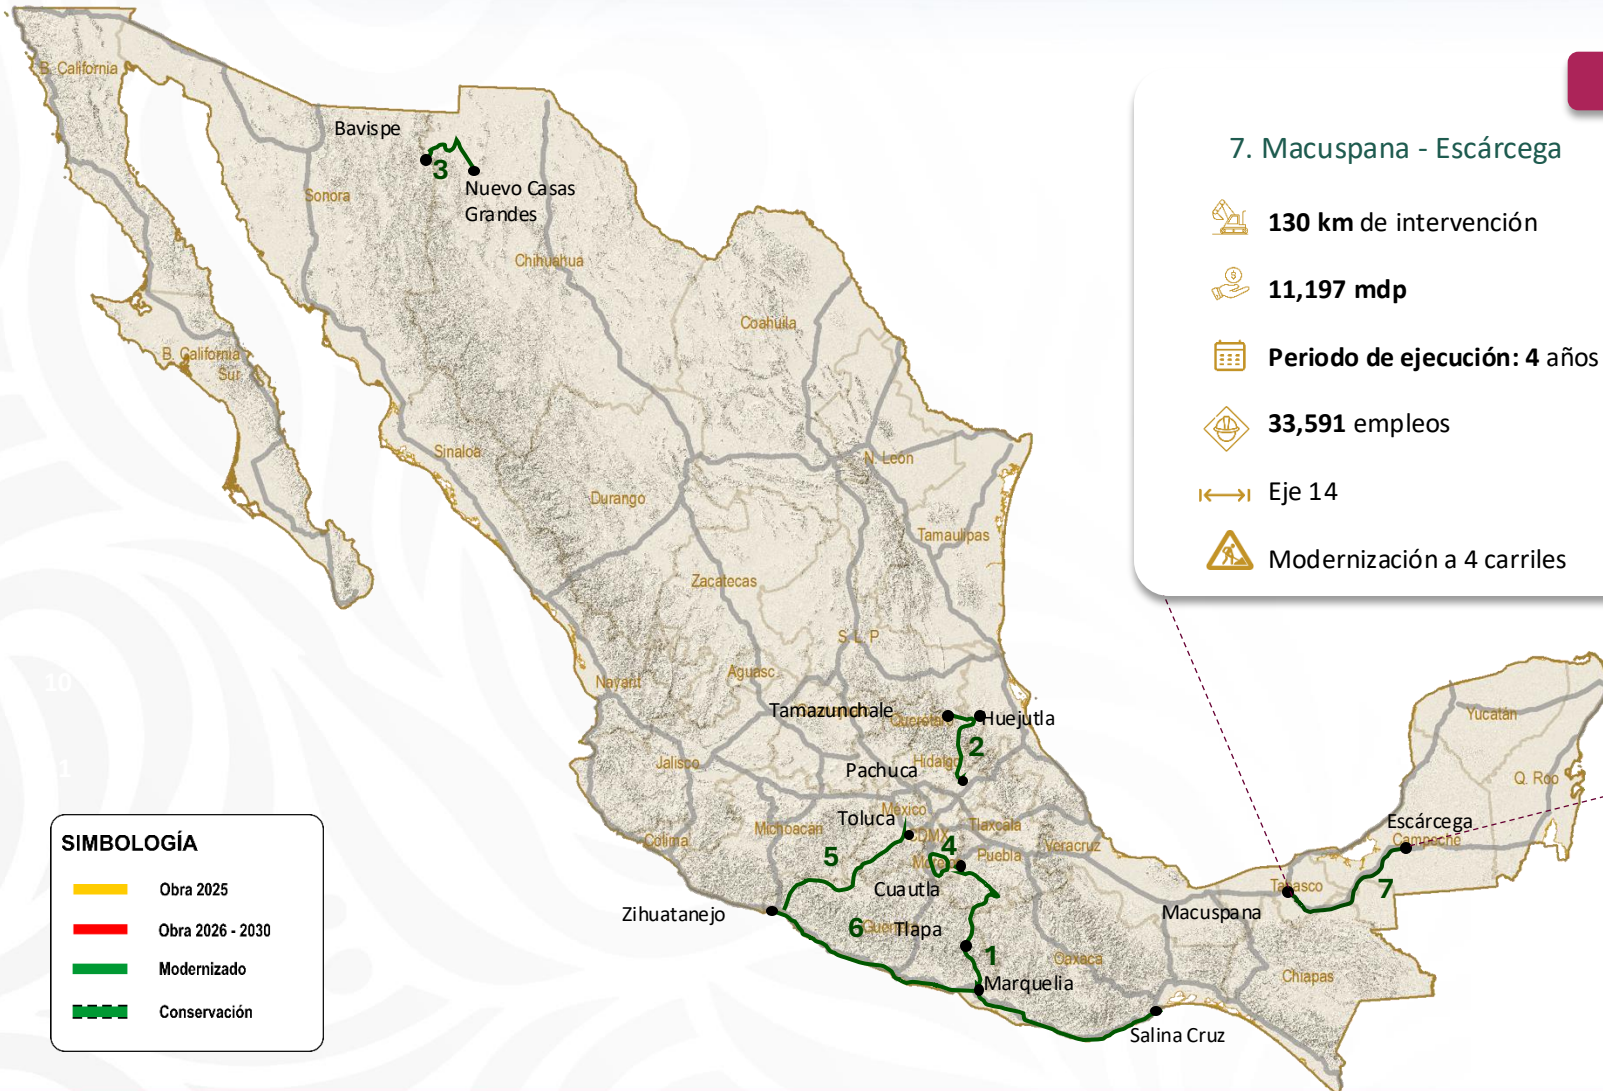 B. California
Bavispe
3
Nuevo Casas
Grandes
Sonora
Chihuahua
Coahuila
B. California
Sur
Sinaloa
N. León
Durango
Tamaulipas
Zacatecas
S. L. P
Aguasc
Nayarit
Tamazunchale
Querétaro
Huejutla
2
Hidalgo
Jalisco
Pachuca
México
Toluca
Michoacán
CDMX
Tlaxcala
Colima
5
4
Puebla
Veracruz
Cuautla
Zihuatanejo
6
Tlapa
1
Oaxaca
Marquelia
Salina Cruz
Macuspana
Tabasco
7
Chiapas
Escárcega
Campeche
Yucatán
Q. Roo
7. Macuspana - Escárcega
130 km de intervención
11,197 mdp
Periodo de ejecución: 4 años
33,591 empleos
Eje 14
Modernización a 4 carriles
10
1
SIMBOLOGÍA
Obra 2025
Obra 2026 - 2030
Modernizado
Conservación